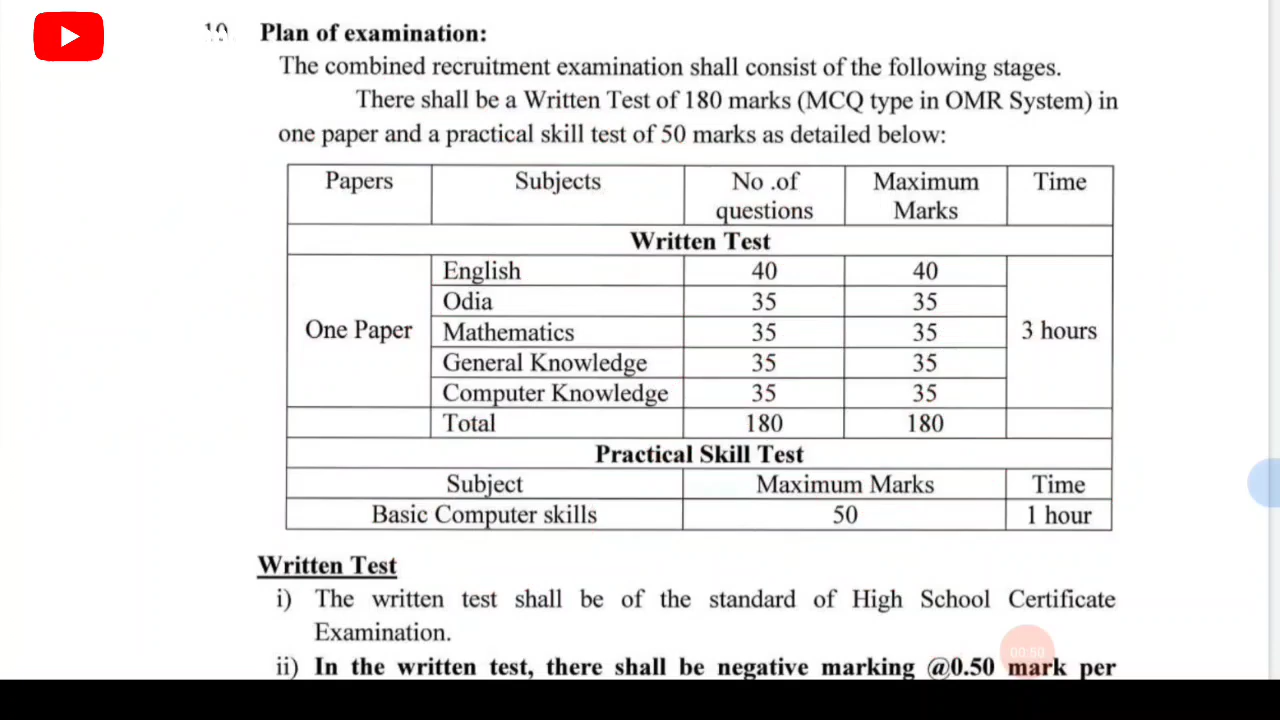 10. Plan of examination:
The combined recruitment examination shall consist of the following stages.
There shall be a Written Test of 180 marks (MCQ type in OMR System) in
one paper and a practical skill test of 50 marks as detailed below:
Papers Subjects No .of questions Maximum Marks Time
Written Test
One Paper English 40 40 3 hours
Odia 35 35
Mathematics 35 35
General Knowledge 35 35
Computer Knowledge 35 35
Total 180 180
Practical Skill Test
Subject Maximum Marks Time
Basic Computer skills 50 1 hour
Written Test
i) The written test shall be of the standard of High School Certificate
Examination.
ii) In the written test, there shall be negative marking @0.50 mark per
00:50